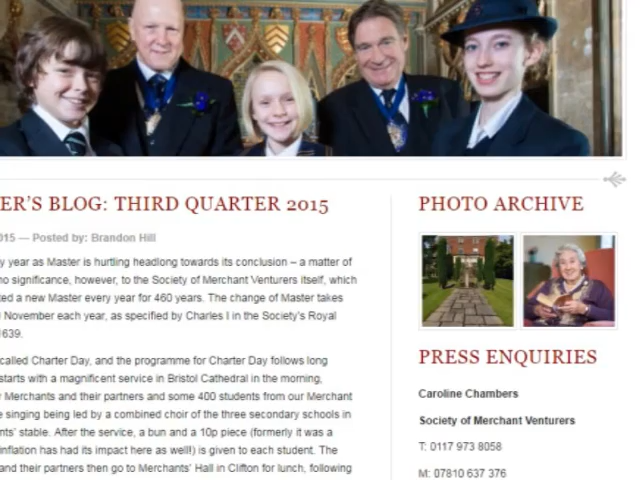 ER'S BLOG: THIRD QUARTER 2015
015 — Posted by: Brandon Hill
y year as Master is hurtling headlong towards its conclusion – a matter of
no significance, however, to the Society of Merchant Venturers itself, which
ted a new Master every year for 460 years. The change of Master takes
November each year, as specified by Charles I in the Society's Royal
639.
called Charter Day, and the programme for Charter Day follows long
starts with a magnificent service in Bristol Cathedral in the morning,
Merchants and their partners and some 400 students from our Merchant
e singing being led by a combined choir of the three secondary schools in
nts' stable. After the service, a bun and a 10p piece (formerly it was a
inflation has had its impact here as well!) is given to each student. The
and their partners then go to Merchants' Hall in Clifton for lunch, following
PHOTO ARCHIVE
PRESS ENQUIRIES
Caroline Chambers
Society of Merchant Venturers
T: 0117 973 8058
M: 07810 637 376